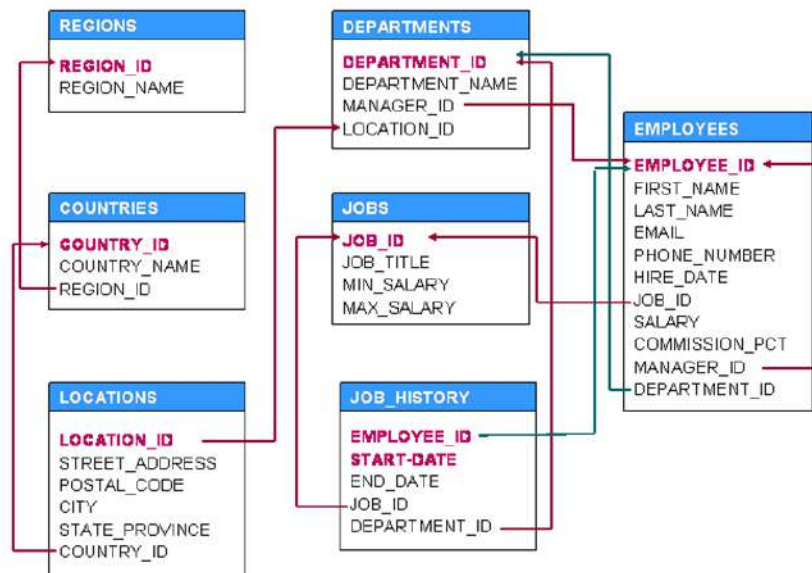 REGIONS
REGION_ID
REGION_NAME
DEPARTMENTS
DEPARTMENT_ID
DEPARTMENT_NAME
MANAGER_ID
LOCATION_ID
EMPLOYEES
EMPLOYEE_ID
FIRST_NAME
LAST_NAME
EMAIL
PHONE_NUMBER
HIRE_DATE
JOB_ID
SALARY
COMMISSION_PCT
MANAGER_ID
DEPARTMENT_ID
COUNTRIES
COUNTRY_ID
COUNTRY_NAME
REGION_ID
JOBS
JOB_ID
JOB_TITLE
MIN_SALARY
MAX_SALARY
LOCATIONS
LOCATION_ID
STREET_ADDRESS
POSTAL_CODE
CITY
STATE_PROVINCE
COUNTRY_ID
JOB_HISTORY
EMPLOYEE_ID
START-DATE
END_DATE
JOB_ID
DEPARTMENT_ID